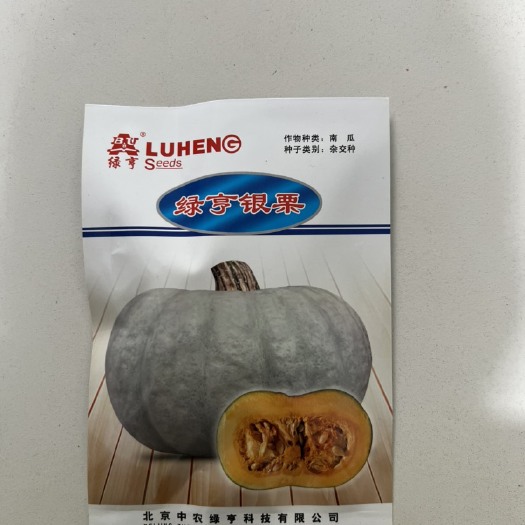 LUHENG
Seeds
绿亨
作物种类：南 瓜
种子类别：杂交种
绿亨银栗
北京中农绿亨科技有限公司